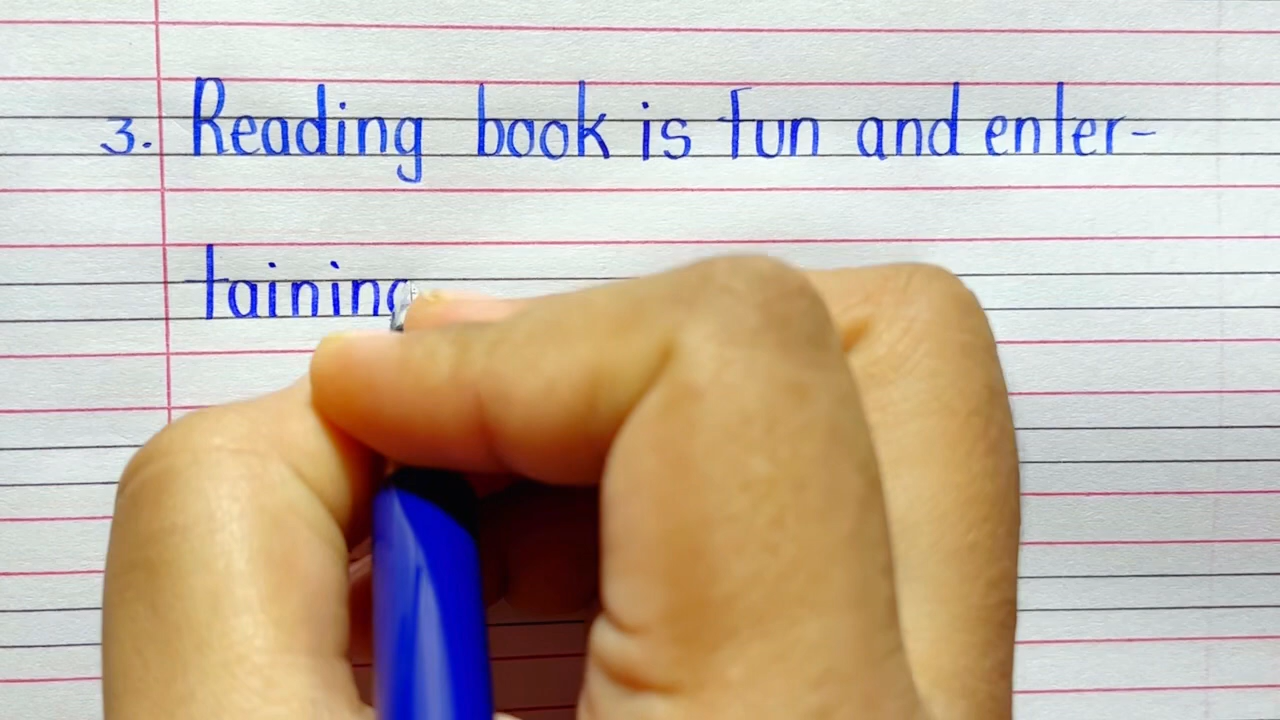 3. Reading book is fun and enter-
taining